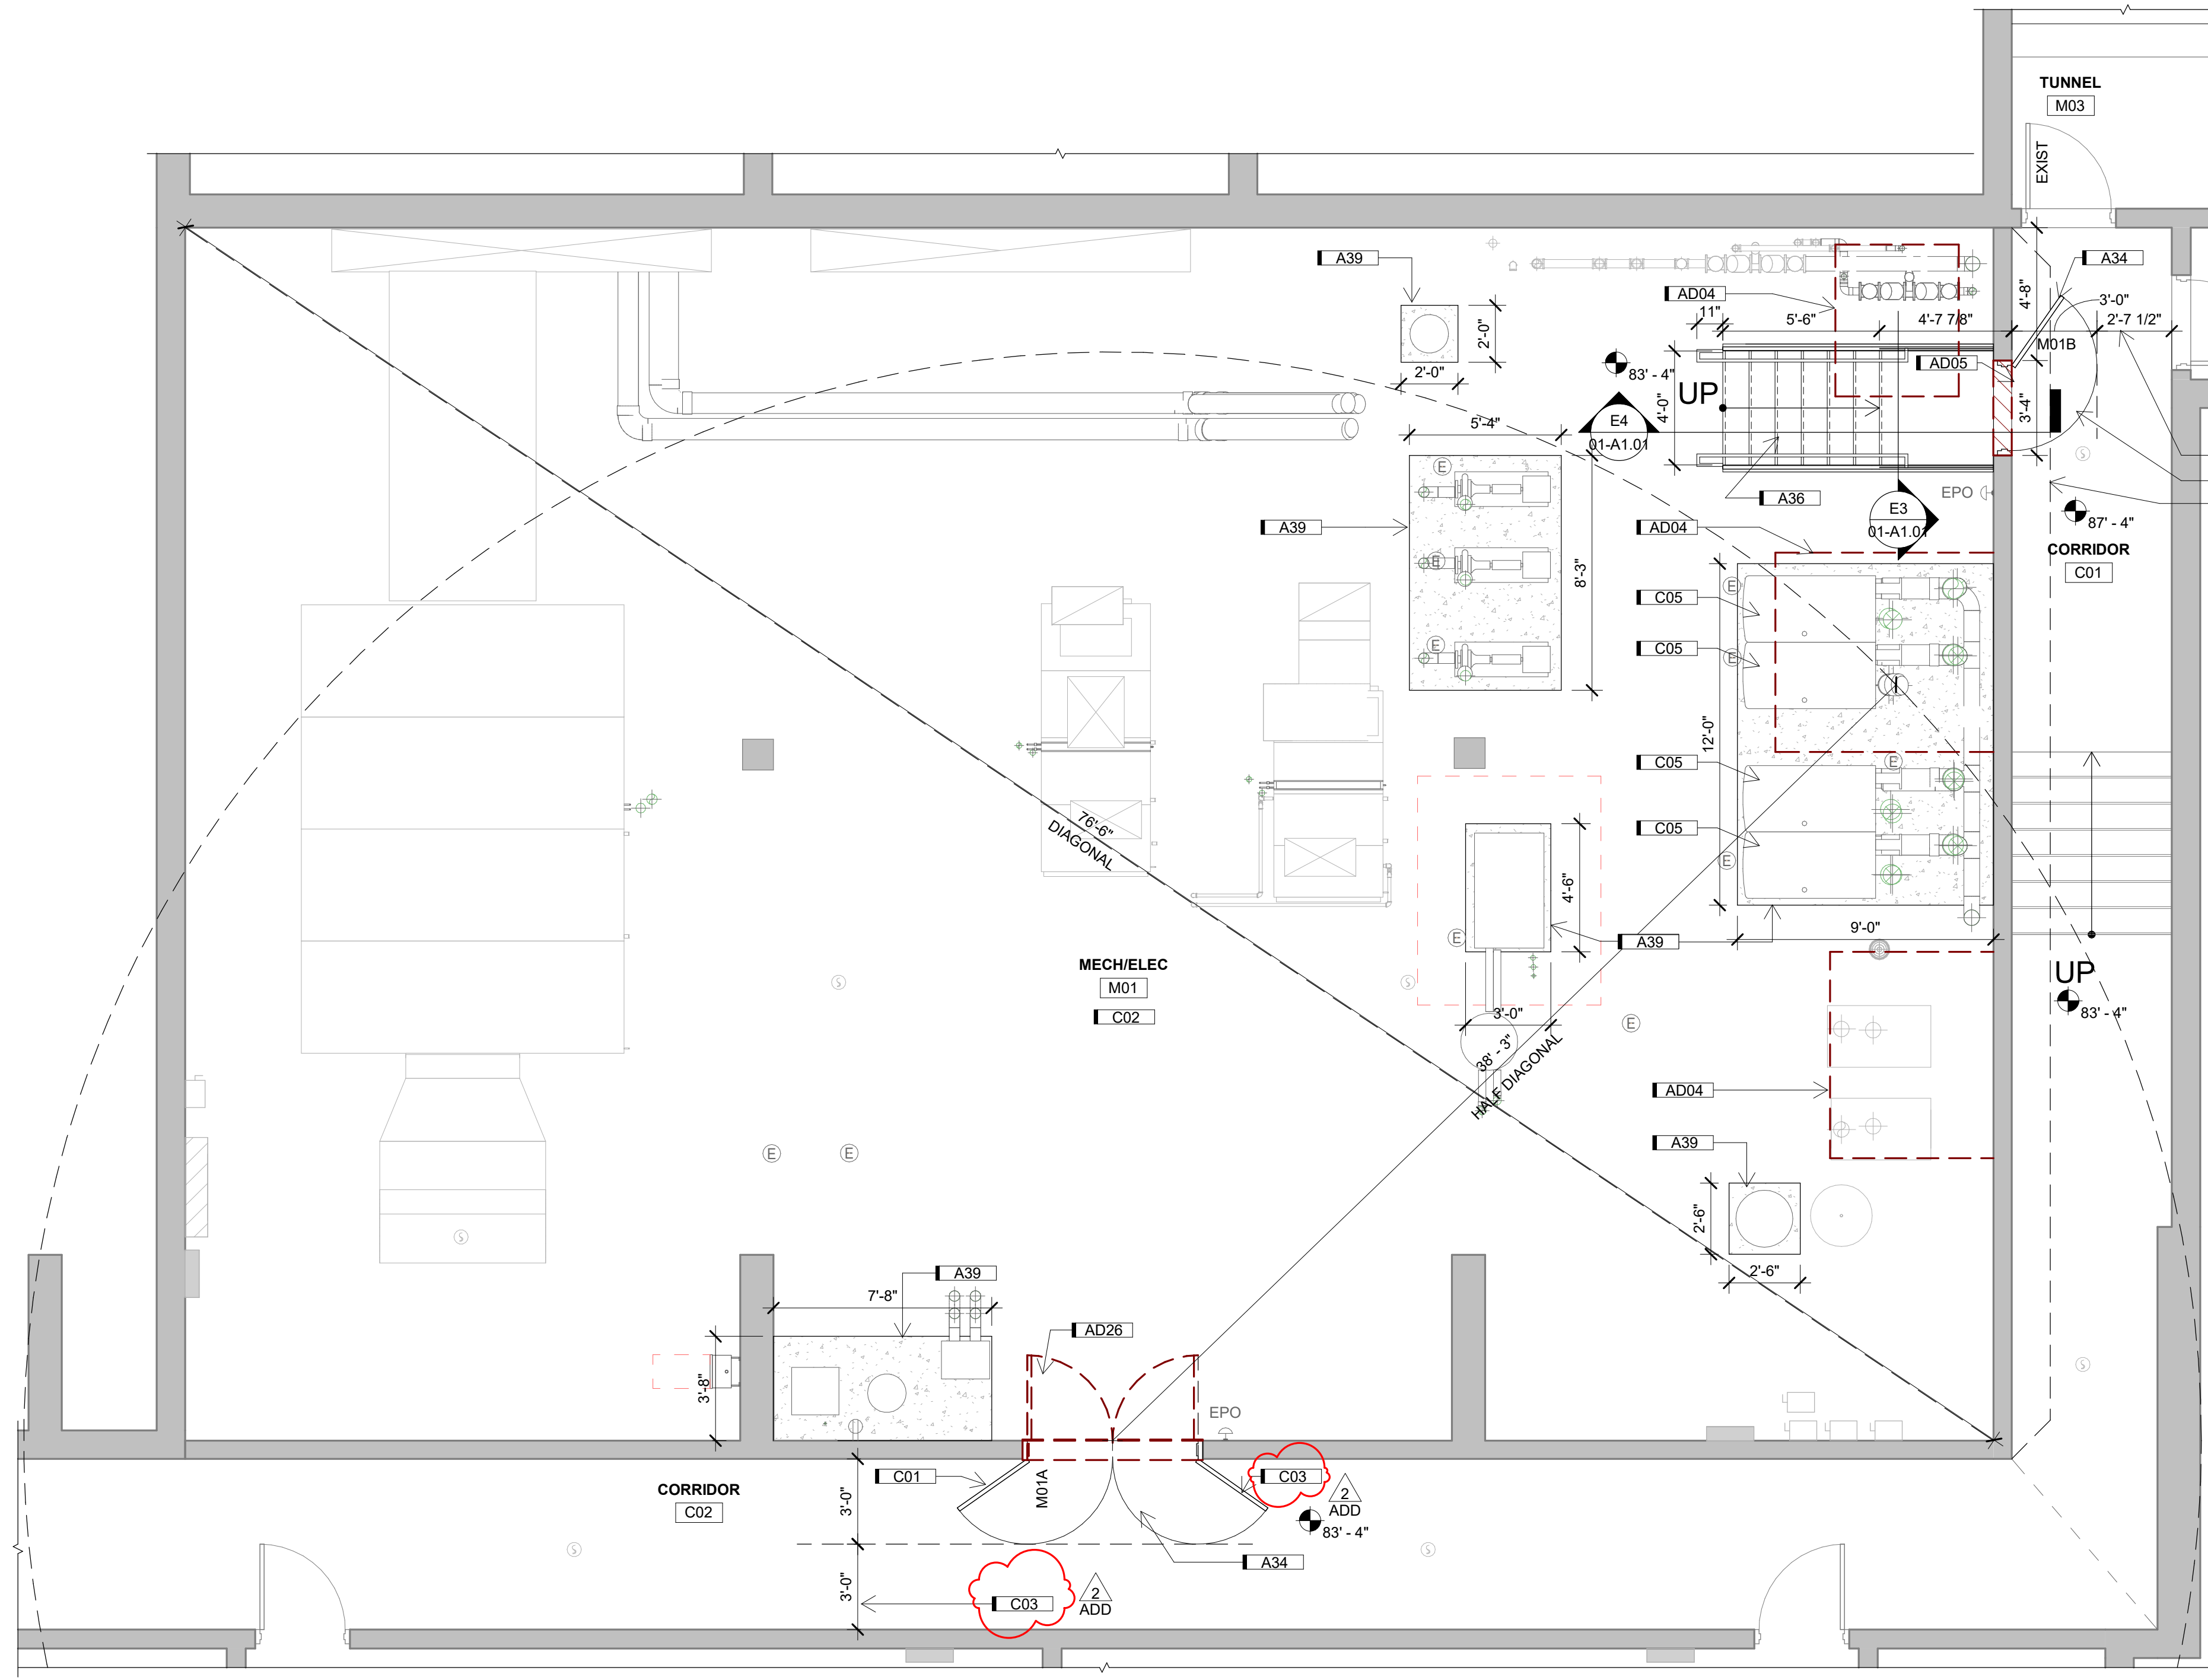 TUNNEL
M03
EXIST
A39
AD04
A34
11"
5'-6"
4'-7 7/8"
4'-8"
3'-0"
2'-7 1/2"
M01B
2'-0"
2'-0"
83' - 4"
AD05
UP
4'-0"
3'-4"
5'-4"
E4
01-A1.01
S
E
A36
EPO
E3
01-A1.01
87' - 4"
A39
AD04
CORRIDOR
C01
8'-3"
E
E
C05
E
C05
E
E
12'-0"
C05
E
76'-6"
DIAGONAL
C05
E
4'-6"
9'-0"
E
A39
MECH/ELEC
M01
C02
S
S
UP
83' - 4"
3'-0"
E
38' - 3"
HALF DIAGONAL
AD04
A39
E
E
2'-6"
S
2'-6"
A39
7'-8"
AD26
3'-8"
S
EPO
C01
M01A
C03
2
ADD
CORRIDOR
C02
3'-0"
83' - 4"
S
S
A34
3'-0"
C03
2
ADD